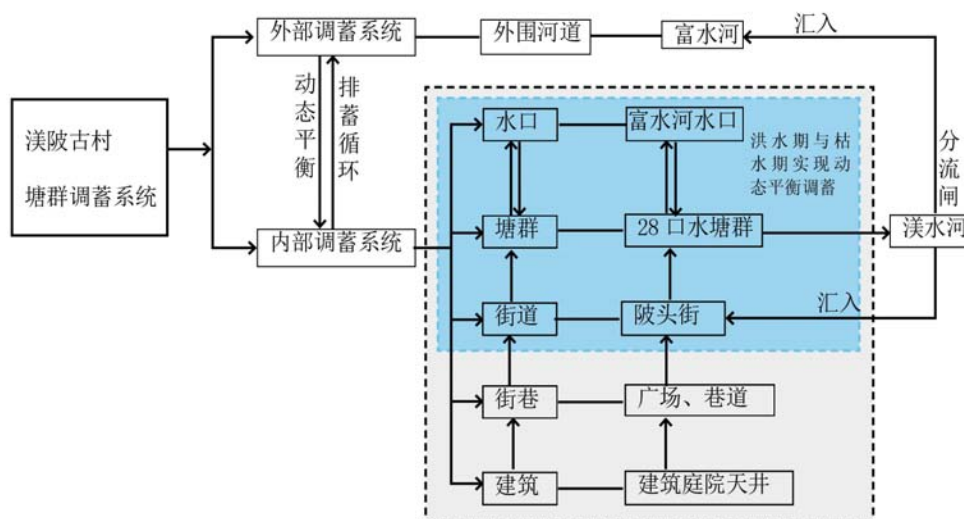 外部调蓄系统
外围河道
富水河
汇入
动态平衡
排蓄循环
渼陂古村
塘群调蓄系统
内部调蓄系统
水口
富水河水口
洪水期与枯
水期实现动
态平衡调蓄
分流闸
塘群
28口水塘群
渼水河
街道
陂头街
汇入
街巷
广场、巷道
建筑
建筑庭院天井